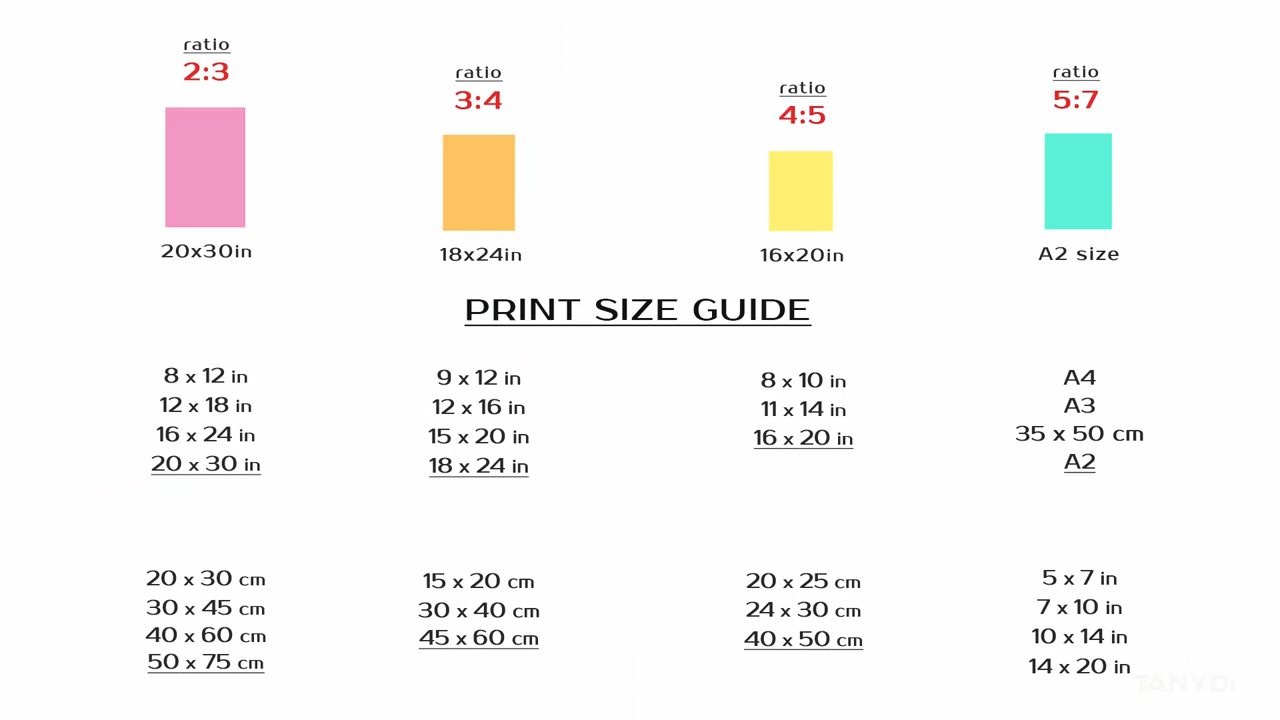 ratio
2:3
20x30in
ratio
3:4
18x24in
ratio
4:5
16x20in
ratio
5:7
A2 size
PRINT SIZE GUIDE
8 x 12 in
12 x 18 in
16 x 24 in
20 x 30 in
9 x 12 in
12 x 16 in
15 x 20 in
18 x 24 in
8 x 10 in
11 x 14 in
16 x 20 in
A4
A3
35 x 50 cm
A2
20 x 30 cm
30 x 45 cm
40 x 60 cm
50 x 75 cm
15 x 20 cm
30 x 40 cm
45 x 60 cm
20 x 25 cm
24 x 30 cm
40 x 50 cm
5 x 7 in
7 x 10 in
10 x 14 in
14 x 20 in